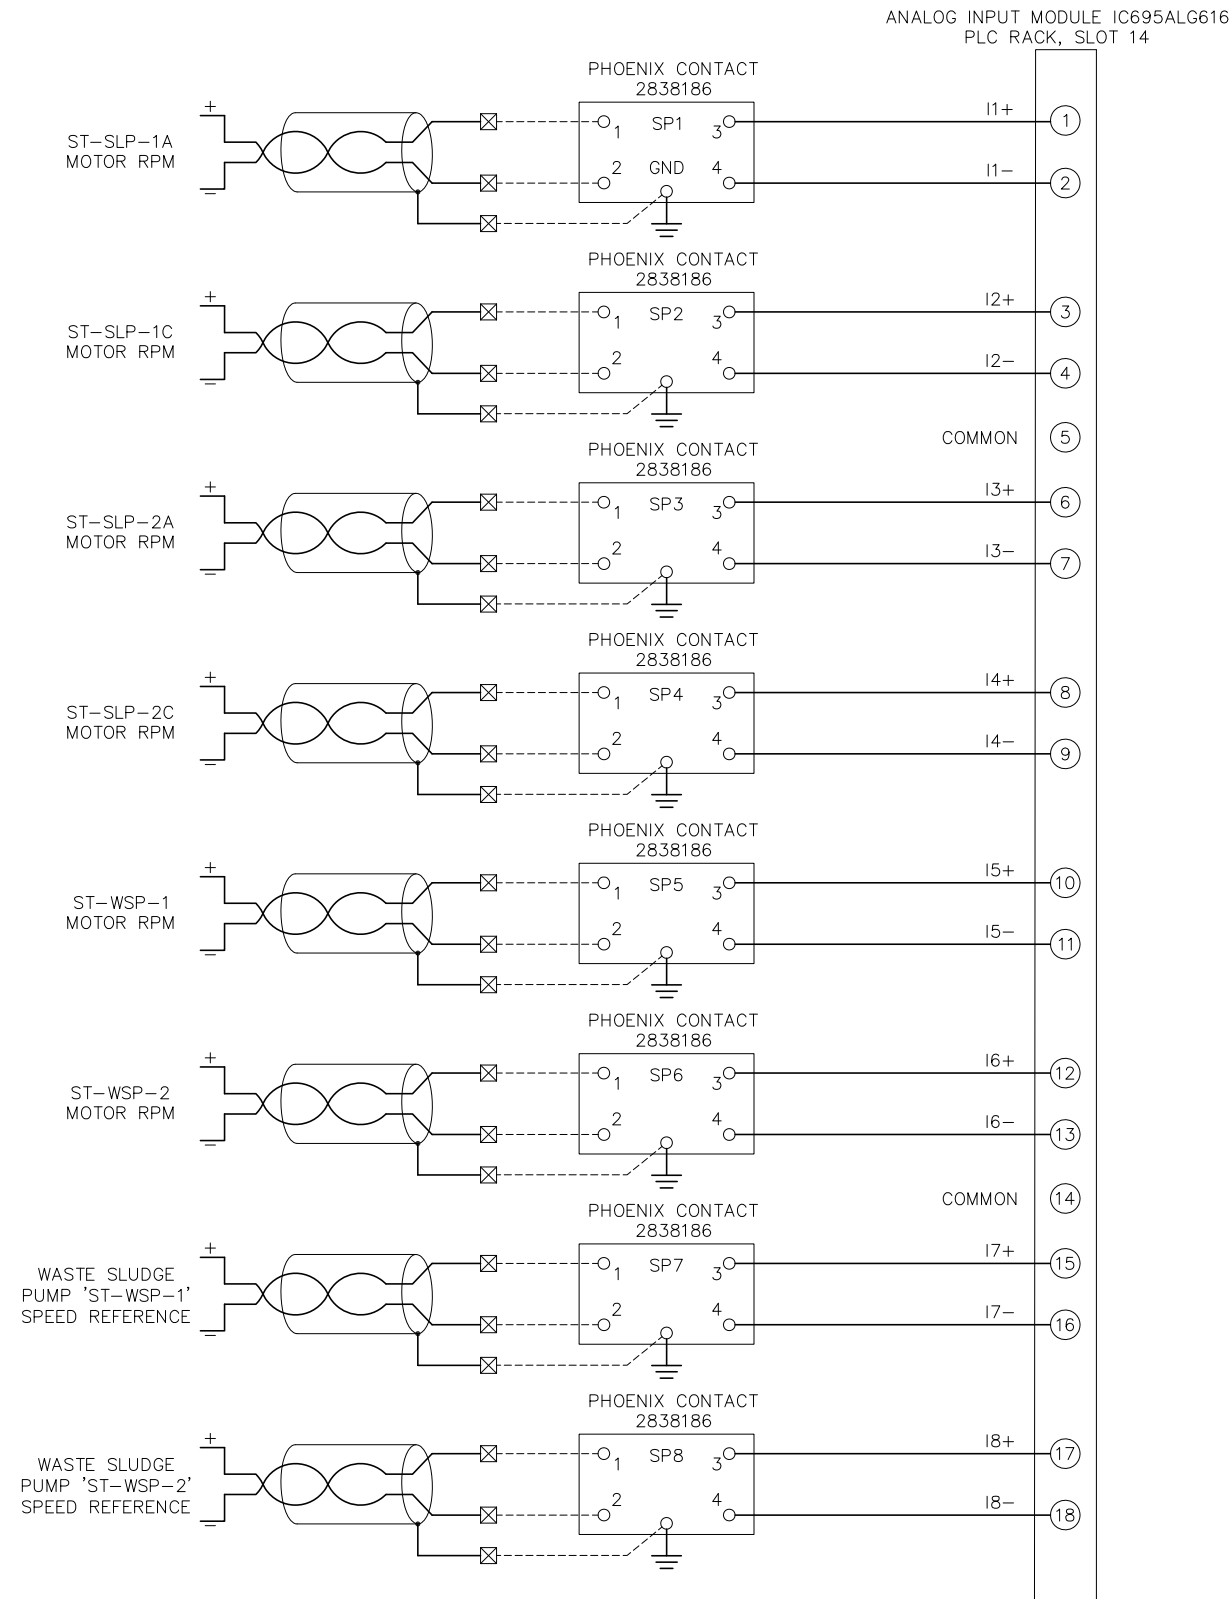 ANALOG INPUT MODULE IC695ALG616
PLC RACK, SLOT 14
PHOENIX CONTACT
2838186
+
ST-SLP-1A
MOTOR RPM
-
1
SP1
3
2
GND
4
I1+
1
I1-
2
PHOENIX CONTACT
2838186
+
ST-SLP-1C
MOTOR RPM
-
1
SP2
3
2
4
I2+
3
I2-
4
COMMON
5
PHOENIX CONTACT
2838186
+
ST-SLP-2A
MOTOR RPM
-
1
SP3
3
2
4
I3+
6
I3-
7
PHOENIX CONTACT
2838186
+
ST-SLP-2C
MOTOR RPM
-
1
SP4
3
2
4
I4+
8
I4-
9
PHOENIX CONTACT
2838186
+
ST-WSP-1
MOTOR RPM
-
1
SP5
3
2
4
I5+
10
I5-
11
PHOENIX CONTACT
2838186
+
ST-WSP-2
MOTOR RPM
-
1
SP6
3
2
4
I6+
12
I6-
13
COMMON
14
PHOENIX CONTACT
2838186
+
WASTE SLUDGE
PUMP 'ST-WSP-1'
SPEED REFERENCE
-
1
SP7
3
2
4
I7+
15
I7-
16
PHOENIX CONTACT
2838186
+
WASTE SLUDGE
PUMP 'ST-WSP-2'
SPEED REFERENCE
-
1
SP8
3
2
4
I8+
17
I8-
18